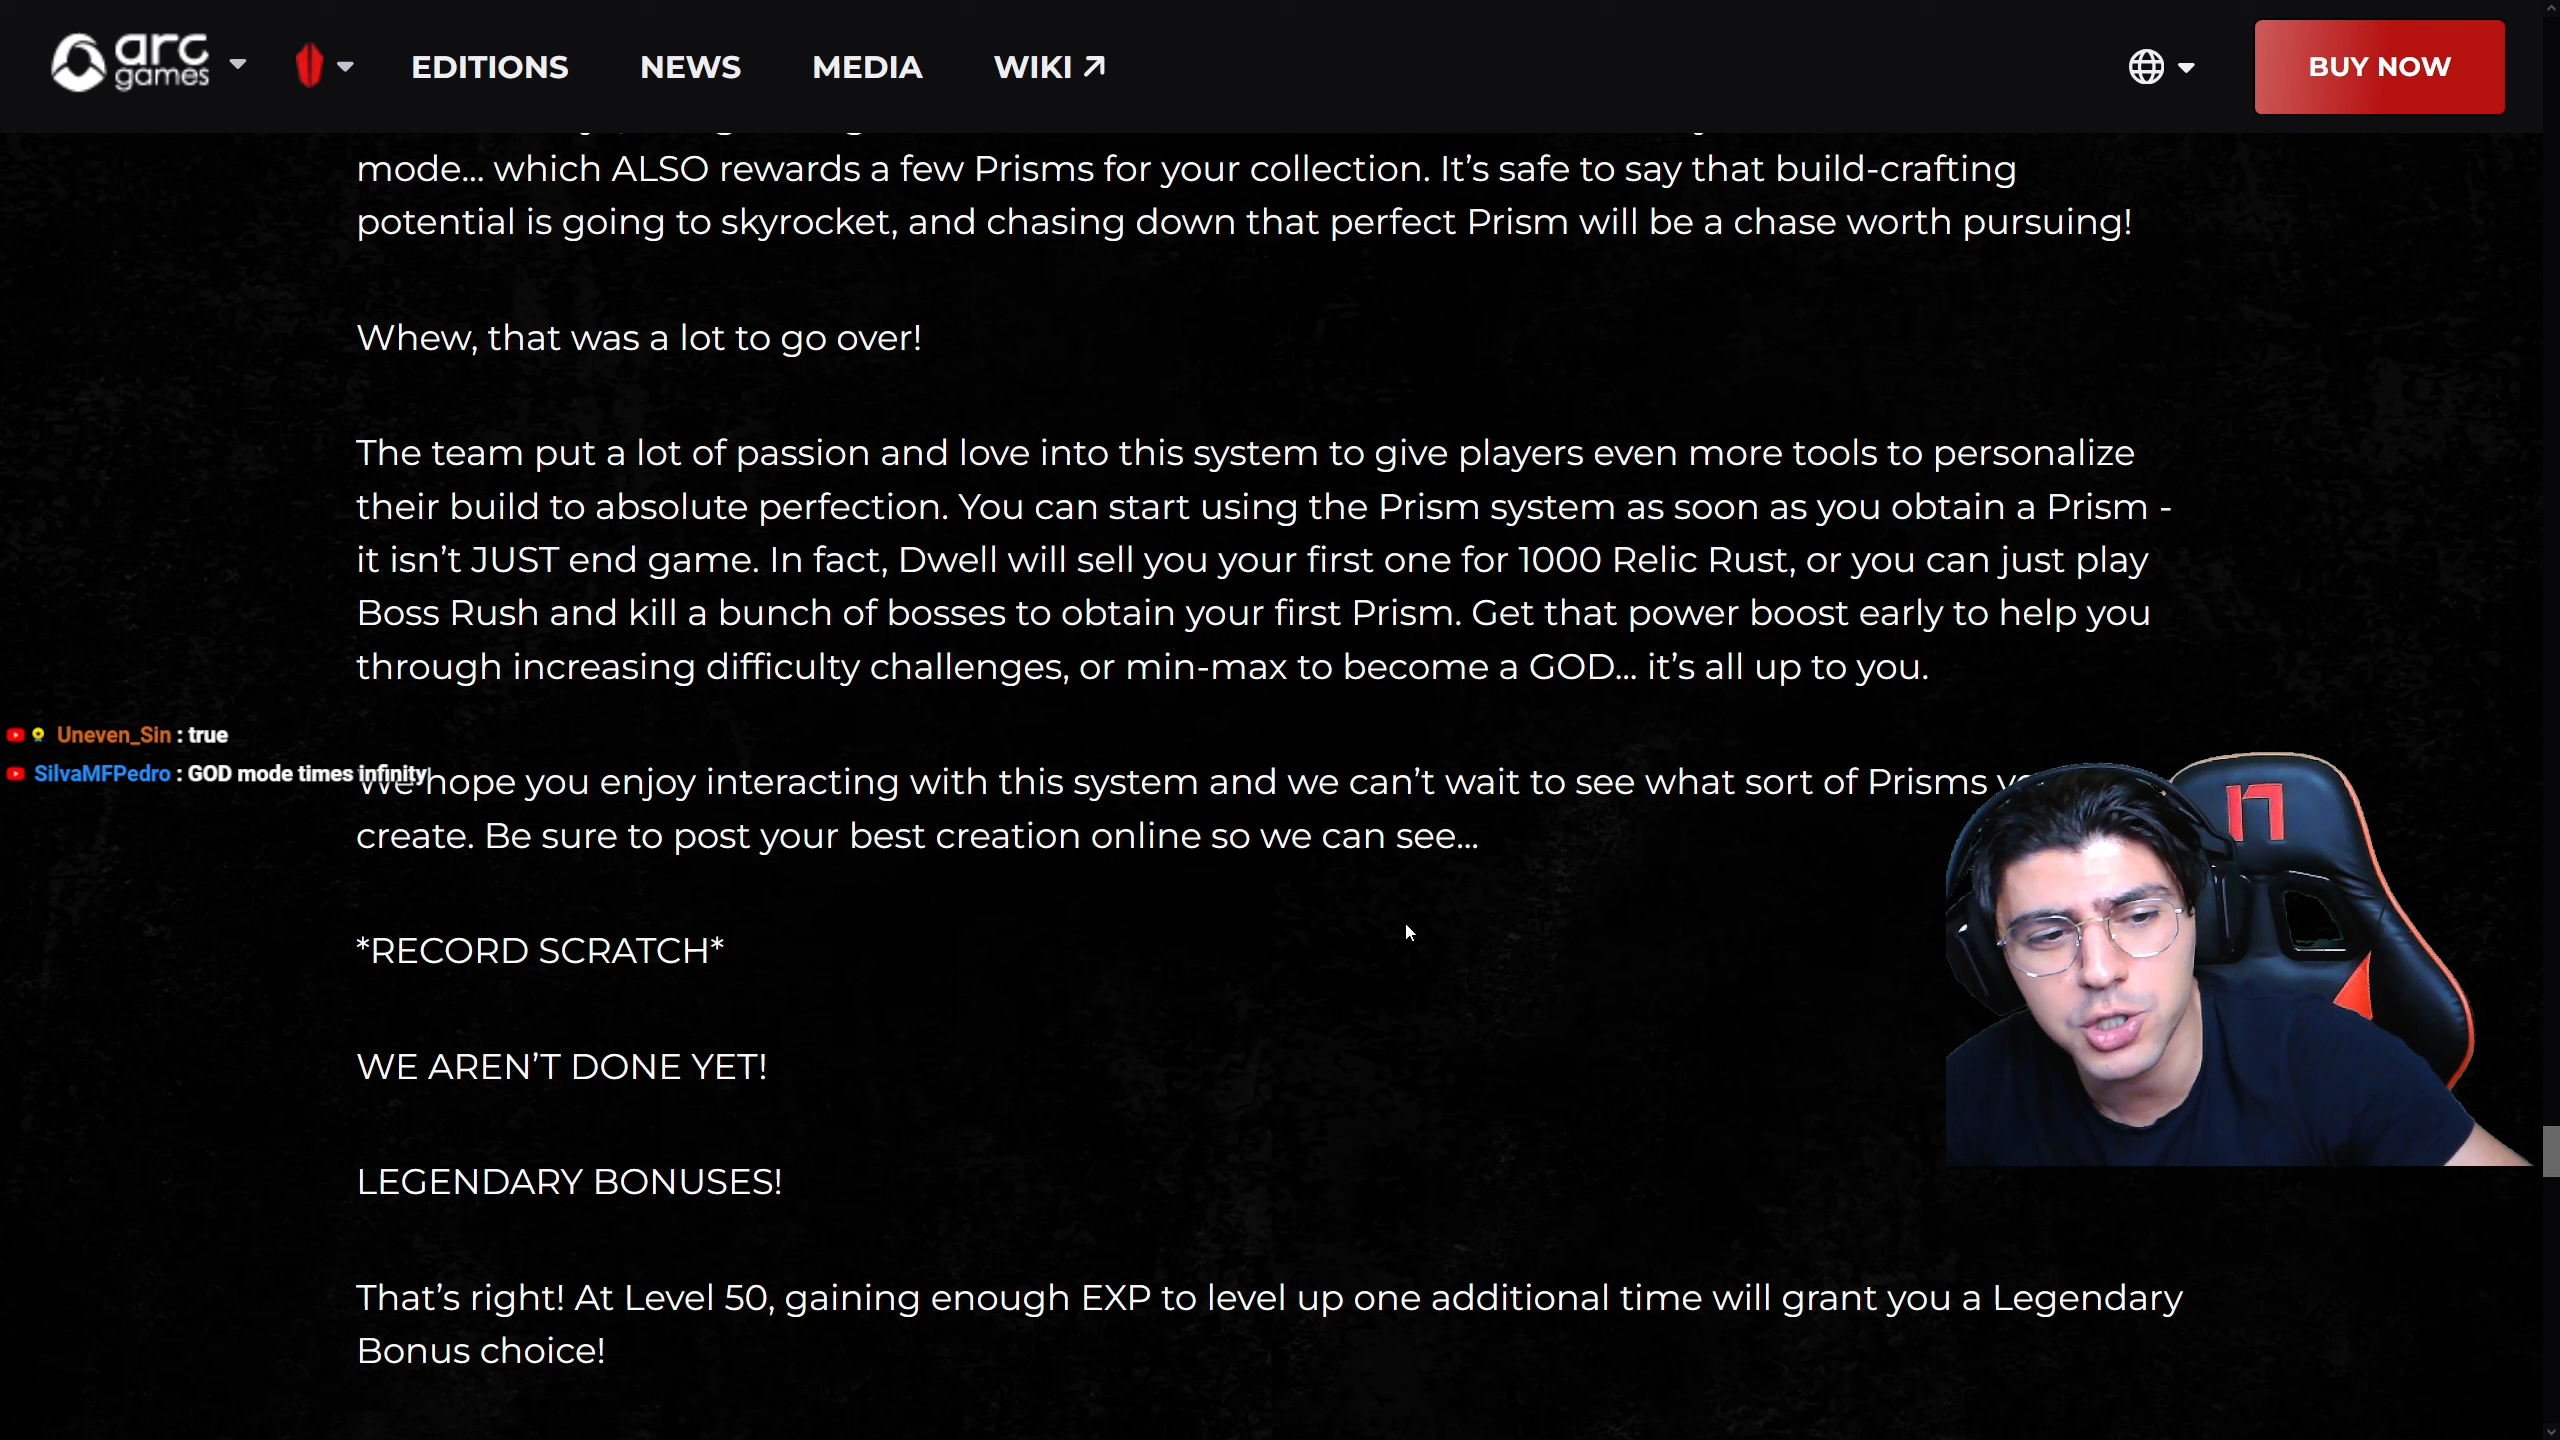 arc games
EDITIONS
NEWS
MEDIA
WIKI
BUY NOW
mode... which ALSO rewards a few Prisms for your collection. It’s safe to say that build-crafting
potential is going to skyrocket, and chasing down that perfect Prism will be a chase worth pursuing!
Whew, that was a lot to go over!
The team put a lot of passion and love into this system to give players even more tools to personalize
their build to absolute perfection. You can start using the Prism system as soon as you obtain a Prism -
it isn’t JUST end game. In fact, Dwell will sell you your first one for 1000 Relic Rust, or you can just play
Boss Rush and kill a bunch of bosses to obtain your first Prism. Get that power boost early to help you
through increasing difficulty challenges, or min-max to become a GOD... it’s all up to you.
Uneven_Sin : true
SilvaMFPedro : GOD mode times infinity
We hope you enjoy interacting with this system and we can’t wait to see what sort of Prisms
create. Be sure to post your best creation online so we can see...
*RECORD SCRATCH*
WE AREN’T DONE YET!
LEGENDARY BONUSES!
That’s right! At Level 50, gaining enough EXP to level up one additional time will grant you a Legendary
Bonus choice!